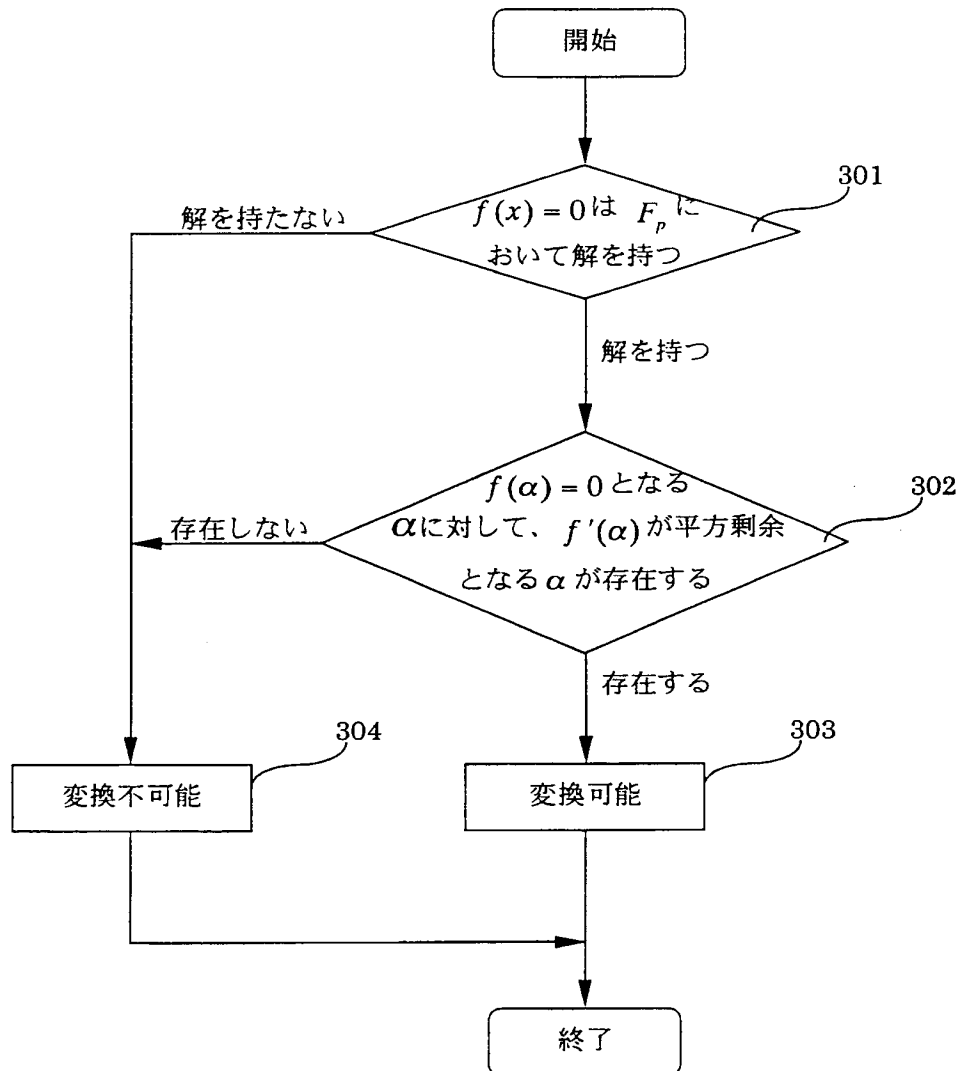 開始
301
f(x) = 0は F_p に
おいて解を持つ
解を持たない
解を持つ
302
f(α) = 0となる
αに対して、f'(α)が平方剰余
となるαが存在する
存在しない
存在する
304
変換不可能
303
変換可能
終了